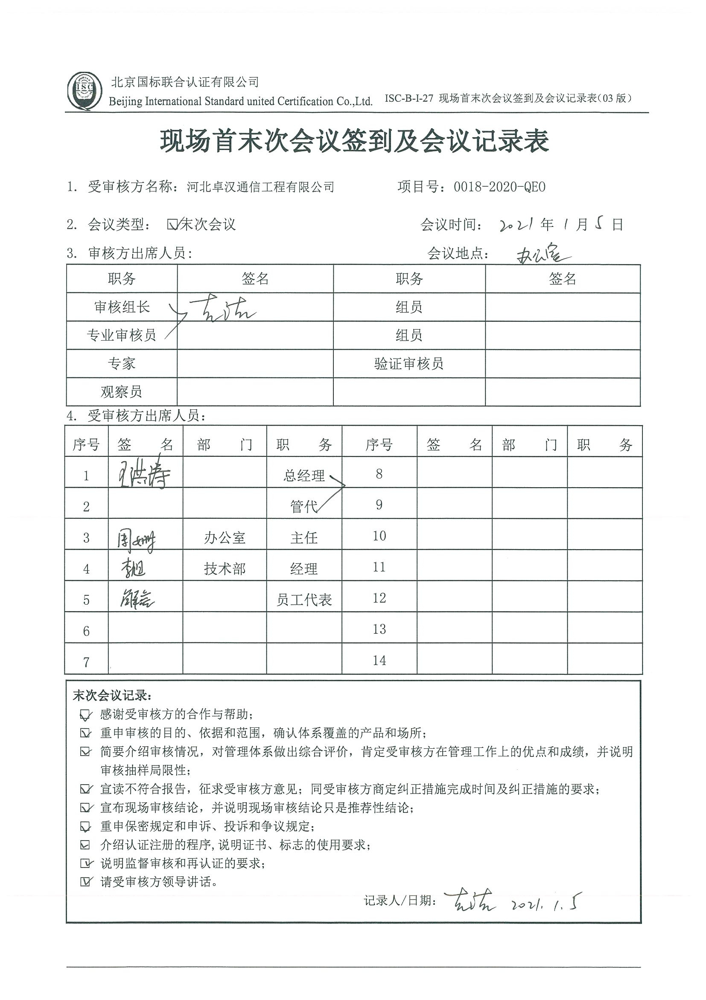 ISC
北京国标联合认证有限公司
Beijing International Standard united Certification Co.,Ltd. ISC-B-I-27 现场首末次会议签到及会议记录表(03 版)
现场首末次会议签到及会议记录表
1. 受审核方名称：河北卓汉通信工程有限公司 项目号：0018-2020-QEO
2. 会议类型： ☑末次会议 会议时间： 2021 年 1 月 5 日
3. 审核方出席人员： 会议地点： 办公室
职务 签名 职务 签名
审核组长 组员
专业审核员 组员
专家 验证审核员
观察员
4. 受审核方出席人员：
序号 签 名 部 门 职 务 序号 签 名 部 门 职 务
1 王洪涛 总经理 8
2 管代 9
3 周姗 办公室 主任 10
4 李旭 技术部 经理 11
5 员工代表 12
6 13
7 14
末次会议记录：
☑ 感谢受审核方的合作与帮助；
☑ 重申审核的目的、依据和范围，确认体系覆盖的产品和场所；
☑ 简要介绍审核情况，对管理体系做出综合评价，肯定受审核方在管理工作上的优点和成绩，并说明
审核抽样局限性；
☑ 宣读不符合报告，征求受审核方意见；同受审核方商定纠正措施完成时间及纠正措施的要求；
☑ 宣布现场审核结论，并说明现场审核结论只是推荐性结论；
☑ 重申保密规定和申诉、投诉和争议规定；
☑ 介绍认证注册的程序,说明证书、标志的使用要求；
☑ 说明监督审核和再认证的要求；
☑ 请受审核方领导讲话。
记录人/日期： 2021.1.5